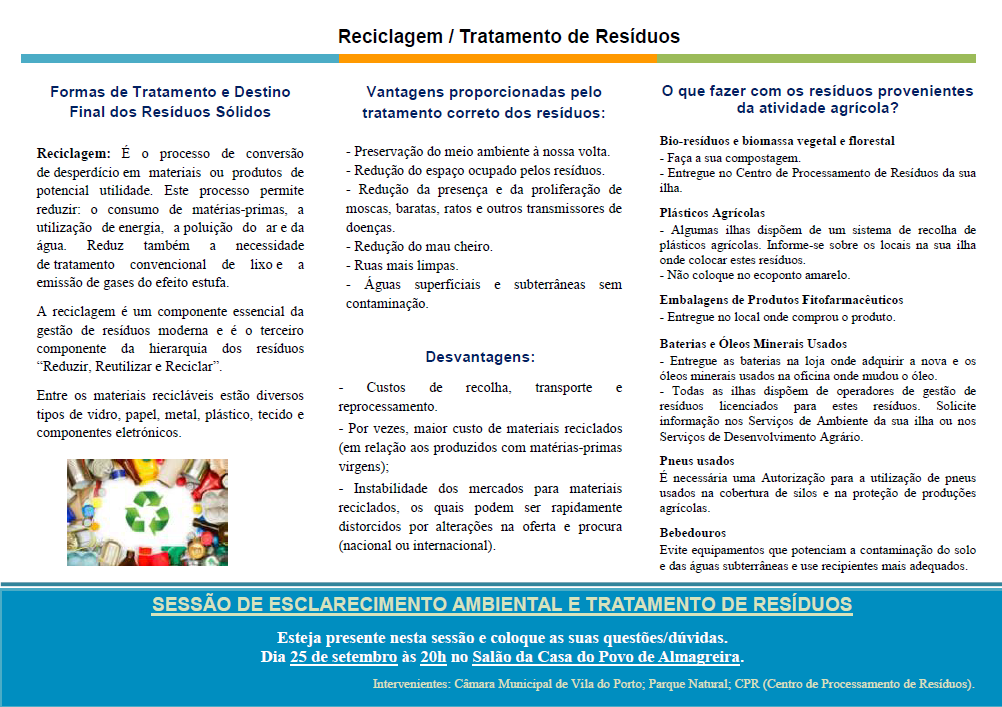 Reciclagem / Tratamento de Resíduos
Formas de Tratamento e Destino
Final dos Resíduos Sólidos
Reciclagem: É o processo de conversão
de desperdício em materiais ou produtos de
potencial utilidade. Este processo permite
reduzir: o consumo de matérias-primas, a
utilização de energia, a poluição do ar e da
água. Reduz também a necessidade
de tratamento convencional de lixo e a
emissão de gases do efeito estufa.
A reciclagem é um componente essencial da
gestão de resíduos moderna e é o terceiro
componente da hierarquia dos resíduos
“Reduzir, Reutilizar e Reciclar”.
Entre os materiais recicláveis estão diversos
tipos de vidro, papel, metal, plástico, tecido e
componentes eletrónicos.
Vantagens proporcionadas pelo
tratamento correto dos resíduos:
- Preservação do meio ambiente à nossa volta.
- Redução do espaço ocupado pelos resíduos.
- Redução da presença e da proliferação de
moscas, baratas, ratos e outros transmissores de
doenças.
- Redução do mau cheiro.
- Ruas mais limpas.
- Águas superficiais e subterrâneas sem
contaminação.
Desvantagens:
- Custos de recolha, transporte e
reprocessamento.
- Por vezes, maior custo de materiais reciclados
(em relação aos produzidos com matérias-primas
virgens);
- Instabilidade dos mercados para materiais
reciclados, os quais podem ser rapidamente
distorcidos por alterações na oferta e procura
(nacional ou internacional).
O que fazer com os resíduos provenientes
da atividade agrícola?
Bio-resíduos e biomassa vegetal e florestal
- Faça a sua compostagem.
- Entregue no Centro de Processamento de Resíduos da sua
ilha.
Plásticos Agrícolas
- Algumas ilhas dispõem de um sistema de recolha de
plásticos agrícolas. Informe-se sobre os locais na sua ilha
onde colocar estes resíduos.
- Não coloque no ecoponto amarelo.
Embalagens de Produtos Fitofarmacêuticos
- Entregue no local onde comprou o produto.
Baterias e Óleos Minerais Usados
- Entregue as baterias na loja onde adquirir a nova e os
óleos minerais usados na oficina onde mudou o óleo.
- Todas as ilhas dispõem de operadores de gestão de
resíduos licenciados para estes resíduos. Solicite
informação nos Serviços de Ambiente da sua ilha ou nos
Serviços de Desenvolvimento Agrário.
Pneus usados
É necessária uma Autorização para a utilização de pneus
usados na cobertura de silos e na proteção de produções
agrícolas.
Bebedouros
Evite equipamentos que potenciam a contaminação do solo
e das águas subterrâneas e use recipientes mais adequados.
SESSÃO DE ESCLARECIMENTO AMBIENTAL E TRATAMENTO DE RESÍDUOS
Esteja presente nesta sessão e coloque as suas questões/dúvidas.
Dia 25 de setembro às 20h no Salão da Casa do Povo de Almagreira.
Intervenientes: Câmara Municipal de Vila do Porto; Parque Natural; CPR (Centro de Processamento de Resíduos).